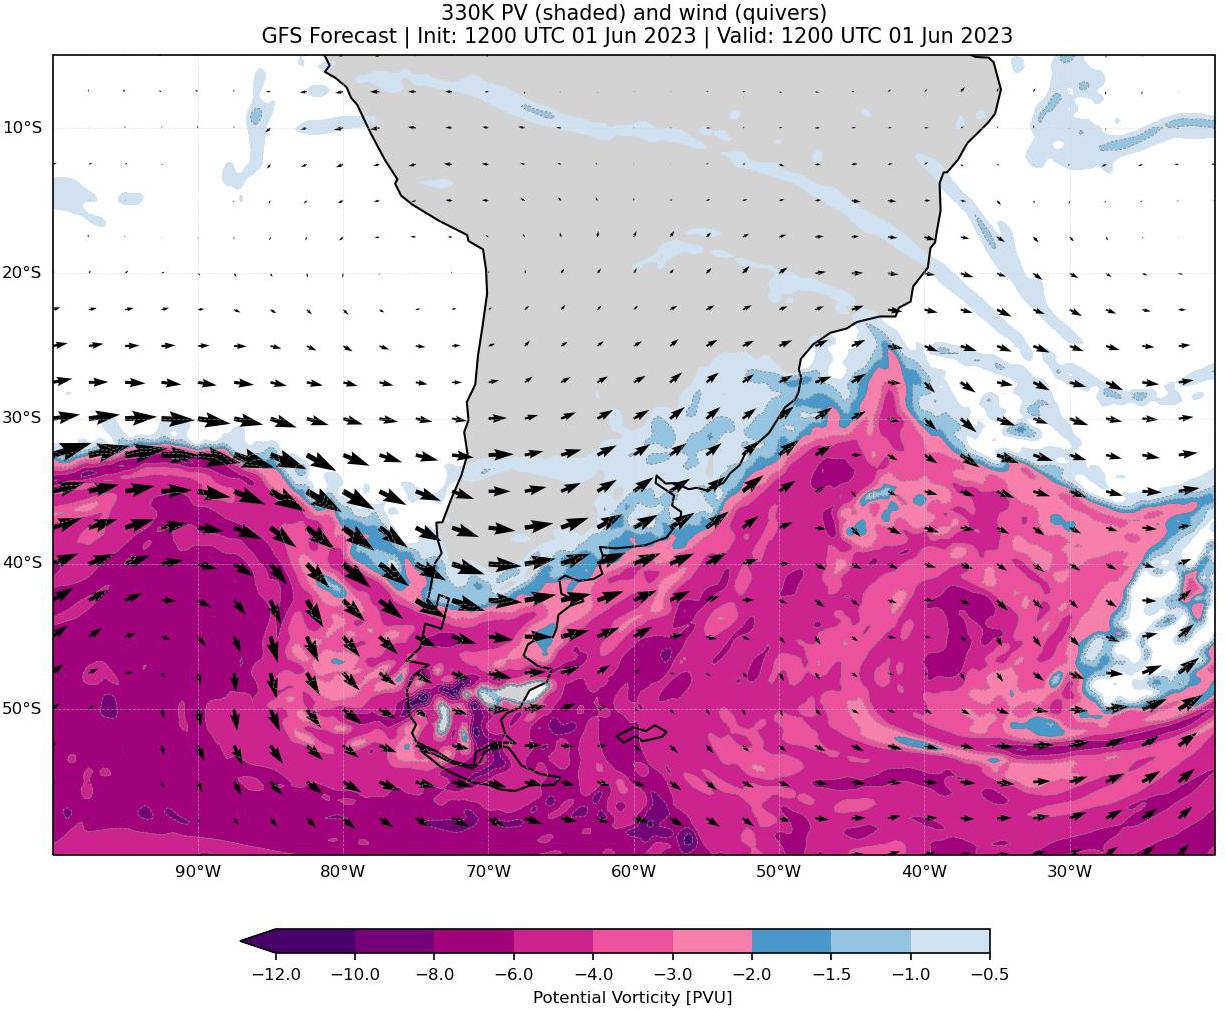 330K PV (shaded) and wind (quivers)
GFS Forecast | Init: 1200 UTC 01 Jun 2023 | Valid: 1200 UTC 01 Jun 2023
10°S
20°S
30°S
40°S
50°S
90°W 80°W 70°W 60°W 50°W 40°W 30°W
−12.0 −10.0 −8.0 −6.0 −4.0 −3.0 −2.0 −1.5 −1.0 −0.5
Potential Vorticity [PVU]